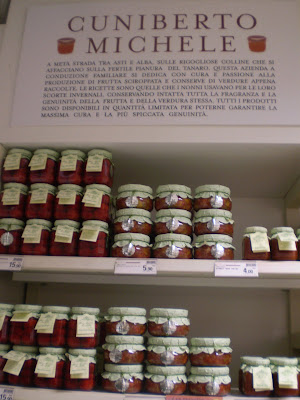 CUNIBERTO
MICHELE
A METÀ STRADA TRA ASTI E ALBA, SULLE RIGOGLIOSE COLLINE CHE SI
AFFACCIANO SULLA FERTILE PIANURA DEL TANARO, QUESTA AZIENDA A
CONDUZIONE FAMILIARE SI DEDICA CON CURA E PASSIONE ALLA
PRODUZIONE DI FRUTTA SCIROPPATA E CONSERVE DI VERDURE APPENA
RACCOLTE. LE RICETTE SONO QUELLE CHE I NONNI USAVANO PER LE LORO
SCORTE INVERNALI, CONSERVANDO INTATTA TUTTA LA FRAGRANZA E LA
GENUINITÀ DELLA FRUTTA E DELLA VERDURA STESSA. TUTTI I PRODOTTI
SONO DISPONIBILI IN QUANTITÀ LIMITATA PER POTERNE GARANTIRE LA
MASSIMA CURA E LA PIÙ SPICCATA GENUINITÀ.